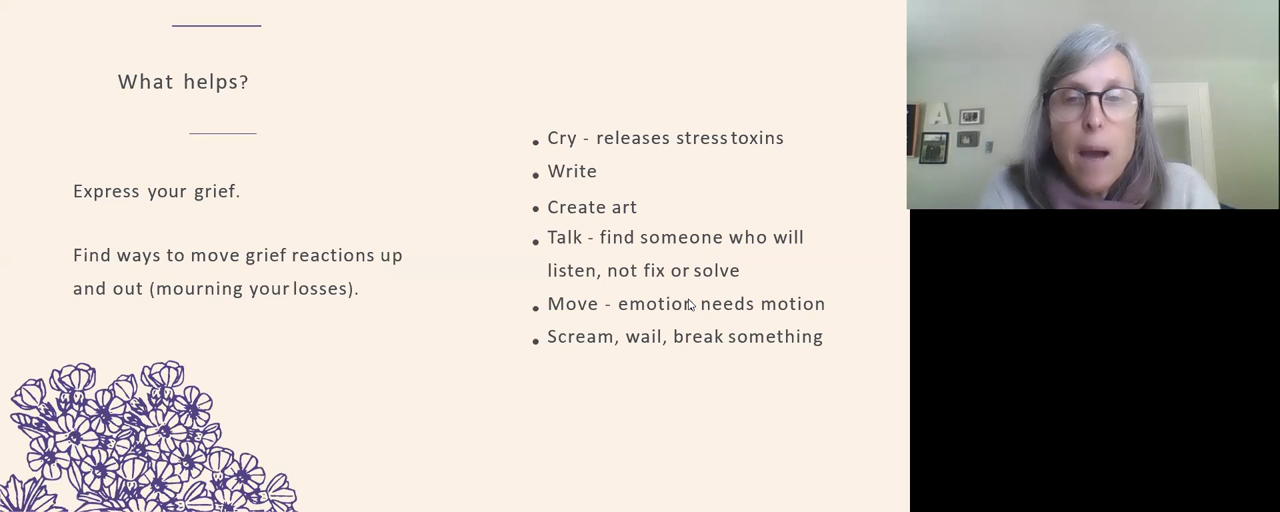 What helps?
Express your grief.
Find ways to move grief reactions up
and out (mourning your losses).
• Cry - releases stress toxins
• Write
• Create art
• Talk - find someone who will
listen, not fix or solve
• Move - emotion needs motion
• Scream, wail, break something
A